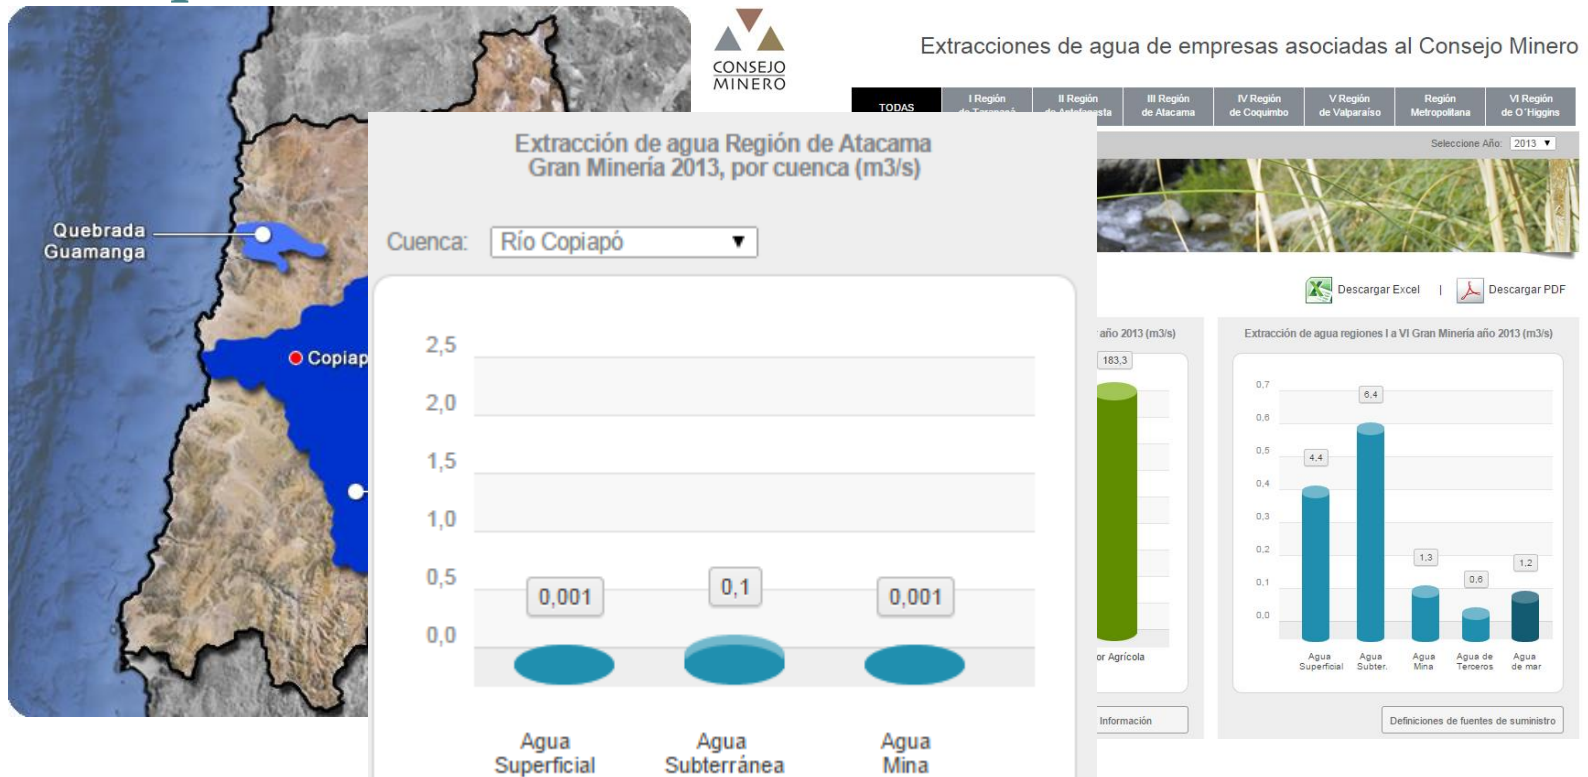 CONSEJO
MINERO
Extracciones de agua de empresas asociadas al Consejo Minero
TODAS
I Región
II Región
III Región
de Atacama
IV Región
de Coquimbo
V Región
de Valparaíso
Región
Metropolitana
VI Región
de O´Higgins
Seleccione Año: 2013
Quebrada
Guamanga
Copiap
Extracción de agua Región de Atacama
Gran Minería 2013, por cuenca (m3/s)
Cuenca: Río Copiapó
2,5
2,0
1,5
1,0
0,5
0,0
0,001
0,1
0,001
Agua
Superficial
Agua
Subterránea
Agua
Mina
Descargar Excel | Descargar PDF
año 2013 (m3/s)
183,3
or Agrícola
Información
Extracción de agua regiones I a VI Gran Minería año 2013 (m3/s)
0,7
0,6
0,5
0,4
0,3
0,2
0,1
0,0
4,4
6,4
1,3
0,6
1,2
Agua
Superficial
Agua
Subter.
Agua
Mina
Agua de
Terceros
Agua
de mar
Definiciones de fuentes de suministro